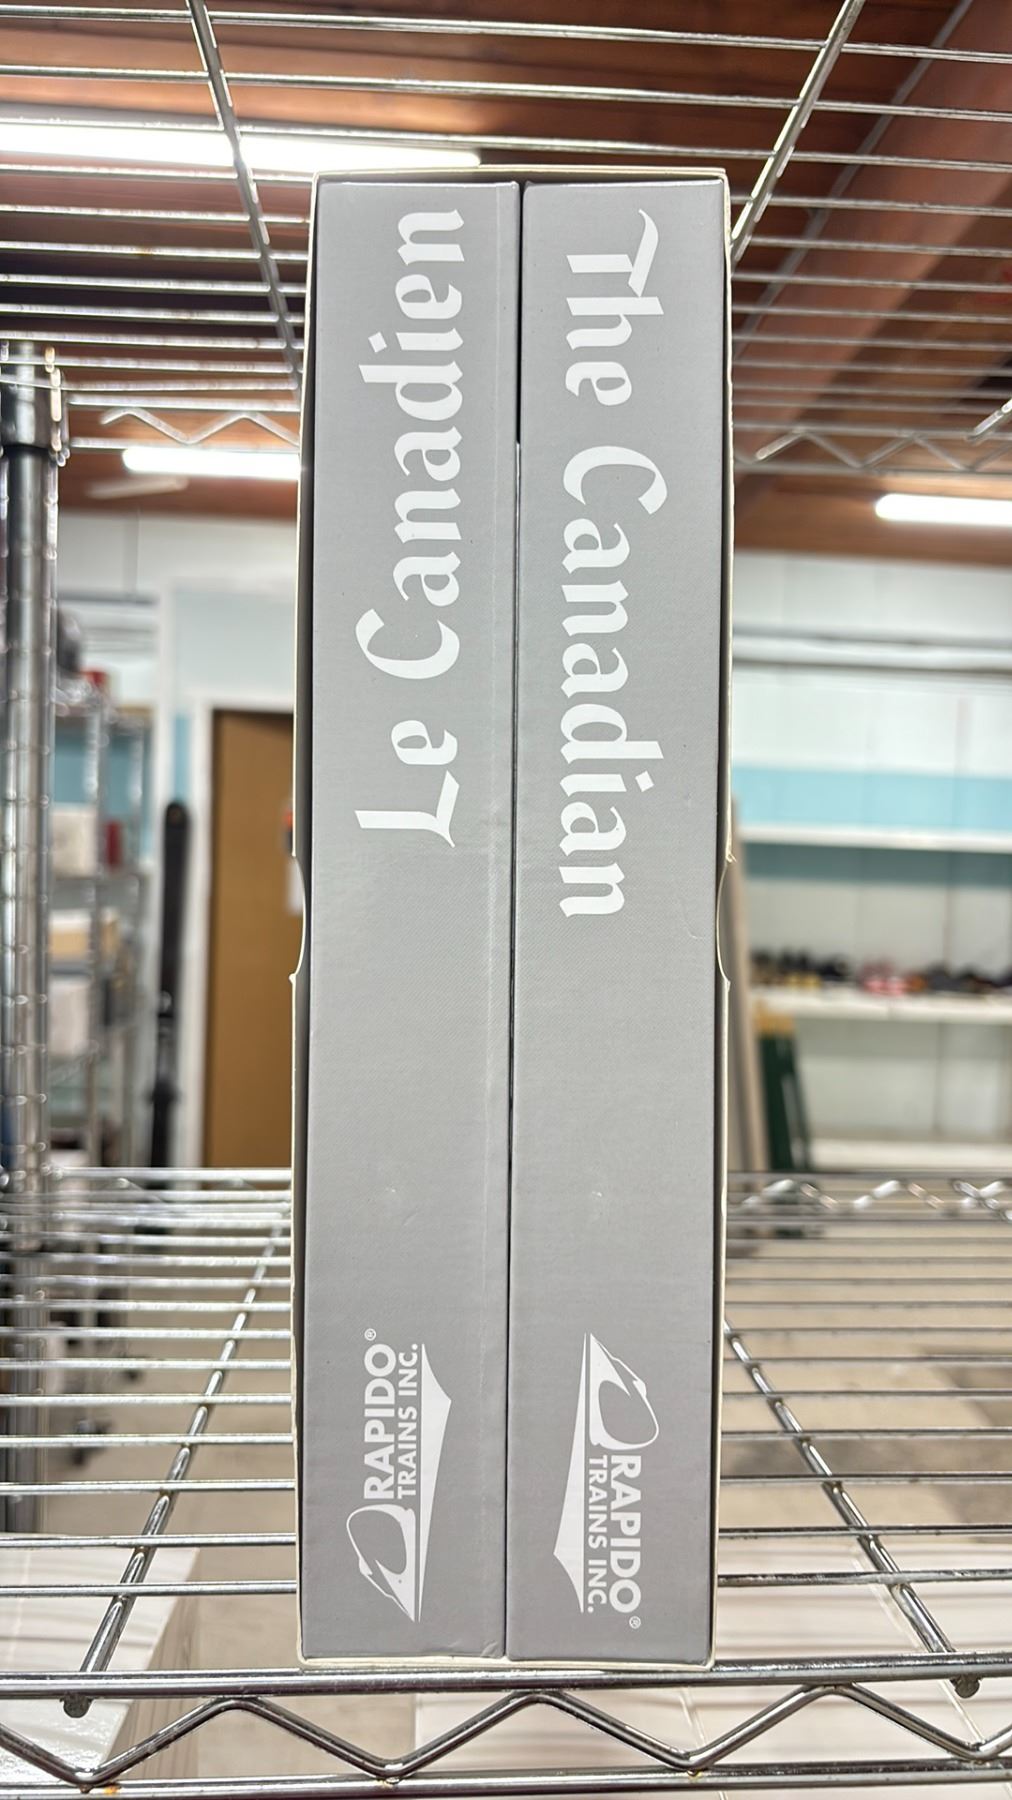 Le Canadien
RAPIDO®
TRAINS INC.
The Canadian
RAPIDO®
TRAINS INC.